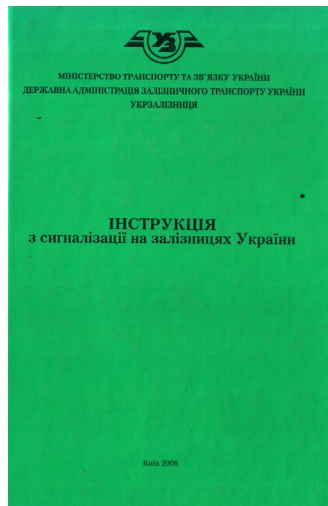 УЗ
МІНІСТЕРСТВО ТРАНСПОРТУ ТА ЗВ`ЯЗКУ УКРАЇНИ
ДЕРЖАВНА АДМІНІСТРАЦІЯ ЗАЛІЗНИЧНОГО ТРАНСПОРТУ УКРАЇНИ
УКРЗАЛІЗНИЦЯ
ІНСТРУКЦІЯ
з сигналізації на залізницях України
Київ 2008